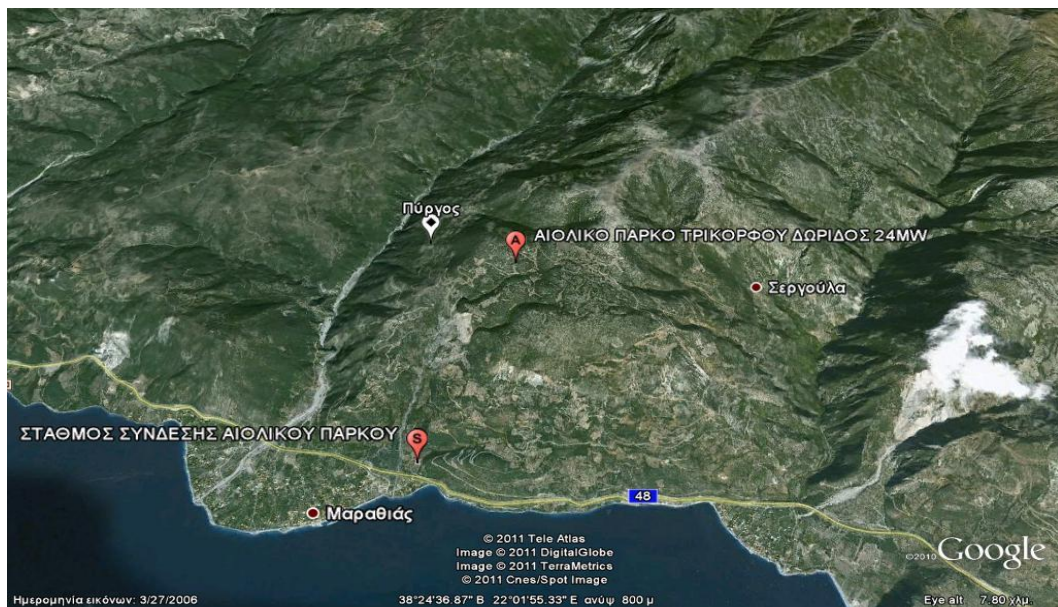 Πύργος
A
ΑΙΟΛΙΚΟ ΠΑΡΚΟ ΤΡΙΚΟΡΦΟΥ ΔΩΡΙΔΟΣ 24MW
Σεργούλα
ΣΤΑΘΜΟΣ ΣΥΝΔΕΣΗΣ ΑΙΟΛΙΚΟΥ ΠΑΡΚΟΥ
S
48
Μαραθιάς
© 2011 Tele Atlas
Image © 2011 DigitalGlobe
Image © 2011 TerraMetrics
© 2011 Cnes/Spot Image
©2010 Google
Ημερομηνία εικόνων: 3/27/2006 38°24'36.87" Β 22°01'55.33" Ε ανύψ 800 μ Eye alt 7.80 χλμ.